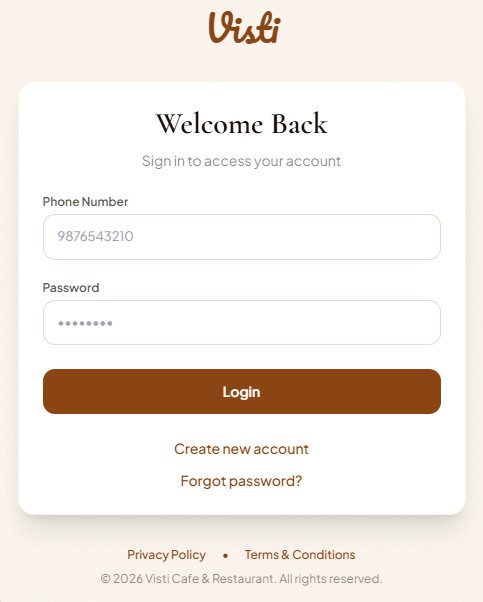 Visti
Welcome Back
Sign in to access your account
Phone Number
9876543210
Password
••••••••
Login
Create new account
Forgot password?
Privacy Policy • Terms & Conditions
© 2026 Visti Cafe & Restaurant. All rights reserved.